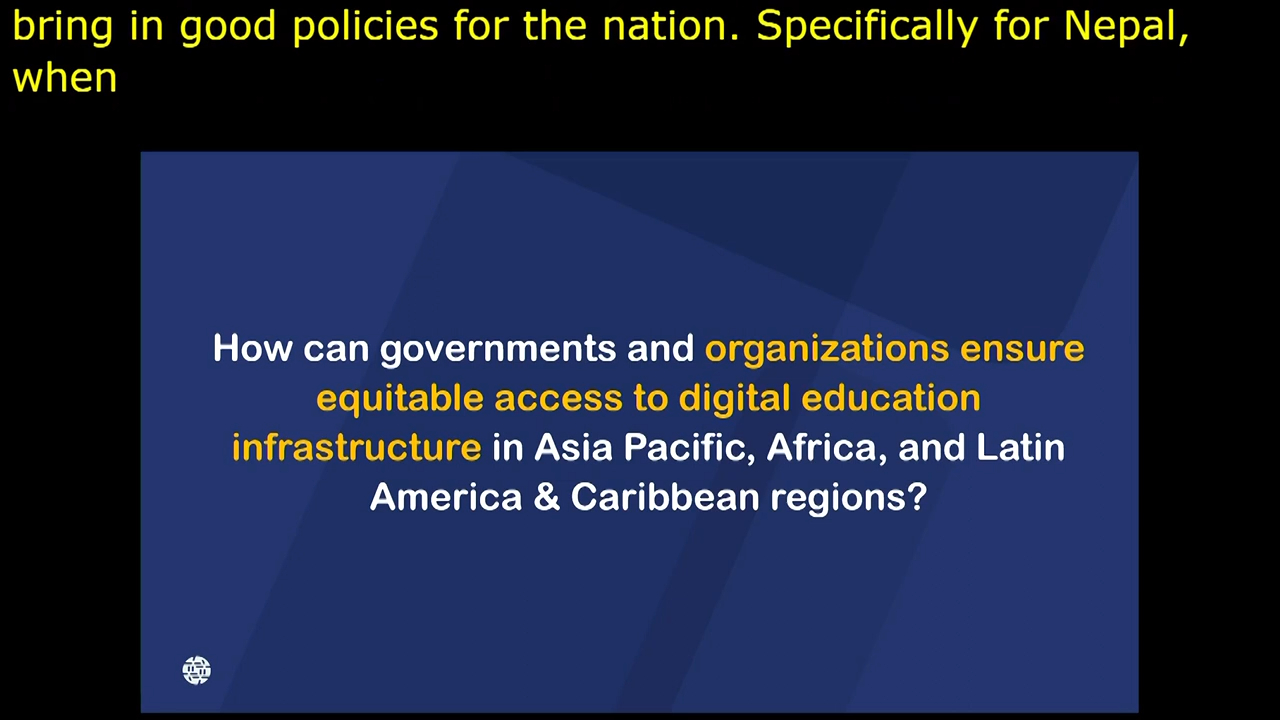 bring in good policies for the nation. Specifically for Nepal,
when
How can governments and organizations ensure
equitable access to digital education
infrastructure in Asia Pacific, Africa, and Latin
America & Caribbean regions?